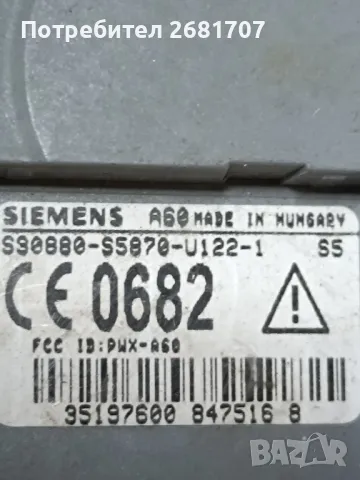 Потребител 2681707
SIEMENS A60 MADE IN HUNGARY
S30880-S5870-U122-1 S5
CE 0682
FCC ID:PWX-A60
35197600 847516 8
BAZAR